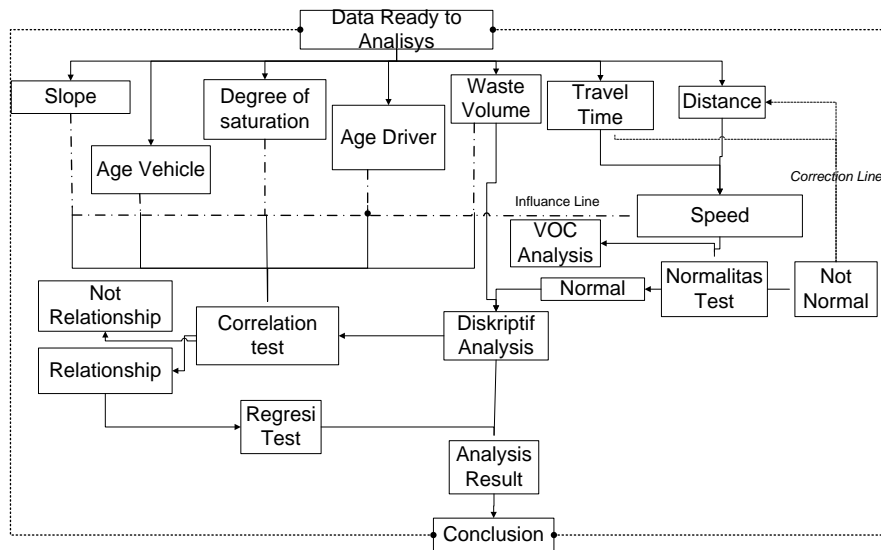 Data Ready to
Analisys
Slope
Degree of
saturation
Age Vehicle
Age Driver
Waste
Volume
Travel
Time
Distance
Correction Line
Influance Line
Speed
VOC
Analysis
Normal
Normalitas
Test
Not
Normal
Not
Relationship
Correlation
test
Diskriptif
Analysis
Relationship
Regresi
Test
Analysis
Result
Conclusion